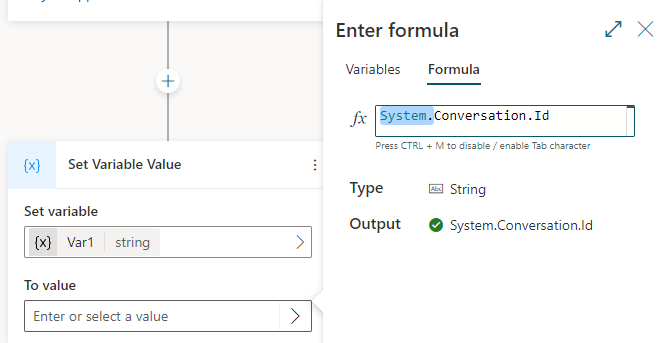 Enter formula
Variables
Formula
fx
System.Conversation.Id
Press CTRL + M to disable / enable Tab character
Type
Abc
String
Output
System.Conversation.Id
{x}
Set Variable Value
Set variable
{x} Var1 string
To value
Enter or select a value